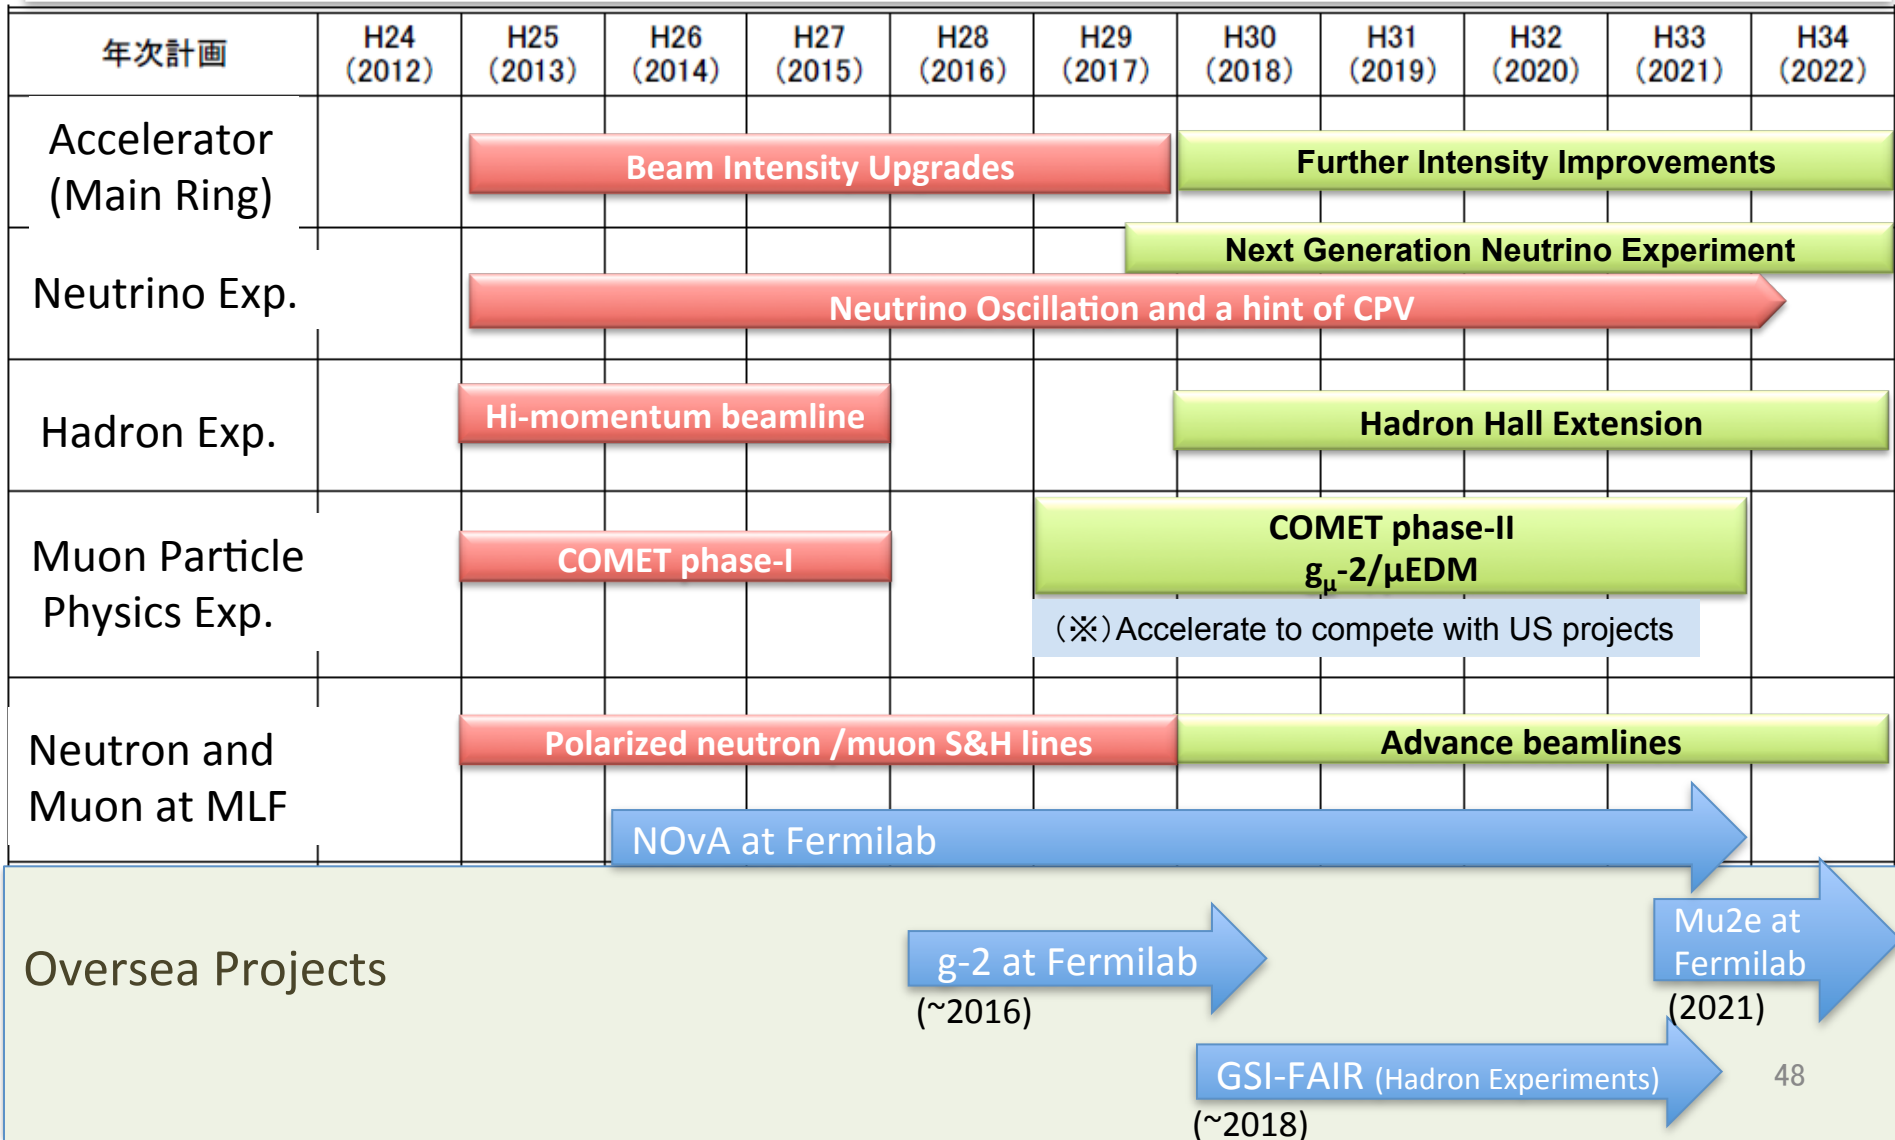 年次計画
H24
(2012)
H25
(2013)
H26
(2014)
H27
(2015)
H28
(2016)
H29
(2017)
H30
(2018)
H31
(2019)
H32
(2020)
H33
(2021)
H34
(2022)
Accelerator
(Main Ring)
Beam Intensity Upgrades
Further Intensity Improvements
Next Generation Neutrino Experiment
Neutrino Exp.
Neutrino Oscillation and a hint of CPV
Hadron Exp.
Hi-momentum beamline
Hadron Hall Extension
Muon Particle
Physics Exp.
COMET phase-I
COMET phase-II
gμ-2/μEDM
(※)Accelerate to compete with US projects
Neutron and
Muon at MLF
Polarized neutron /muon S&H lines
Advance beamlines
NOvA at Fermilab
Oversea Projects
g-2 at Fermilab
(~2016)
Mu2e at
Fermilab
(2021)
GSI-FAIR (Hadron Experiments)
(~2018)
48